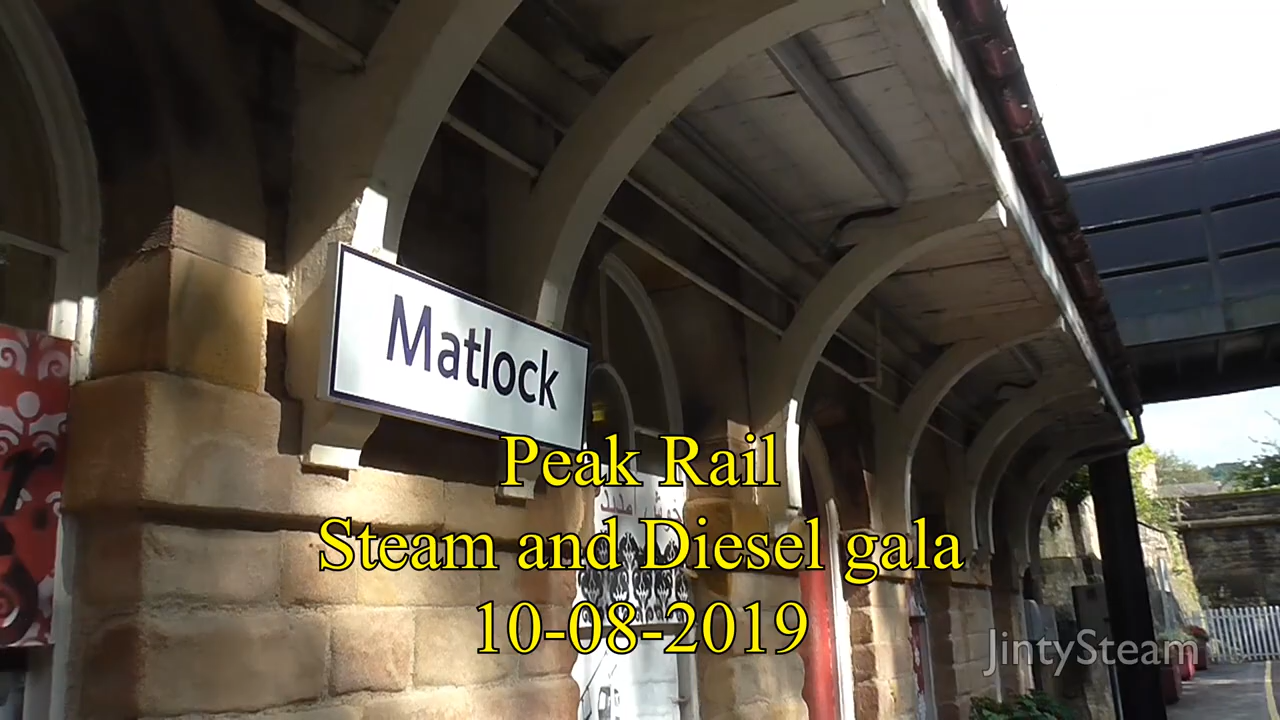 Matlock
Peak Rail
Steam and Diesel gala
10-08-2019
JintySteam